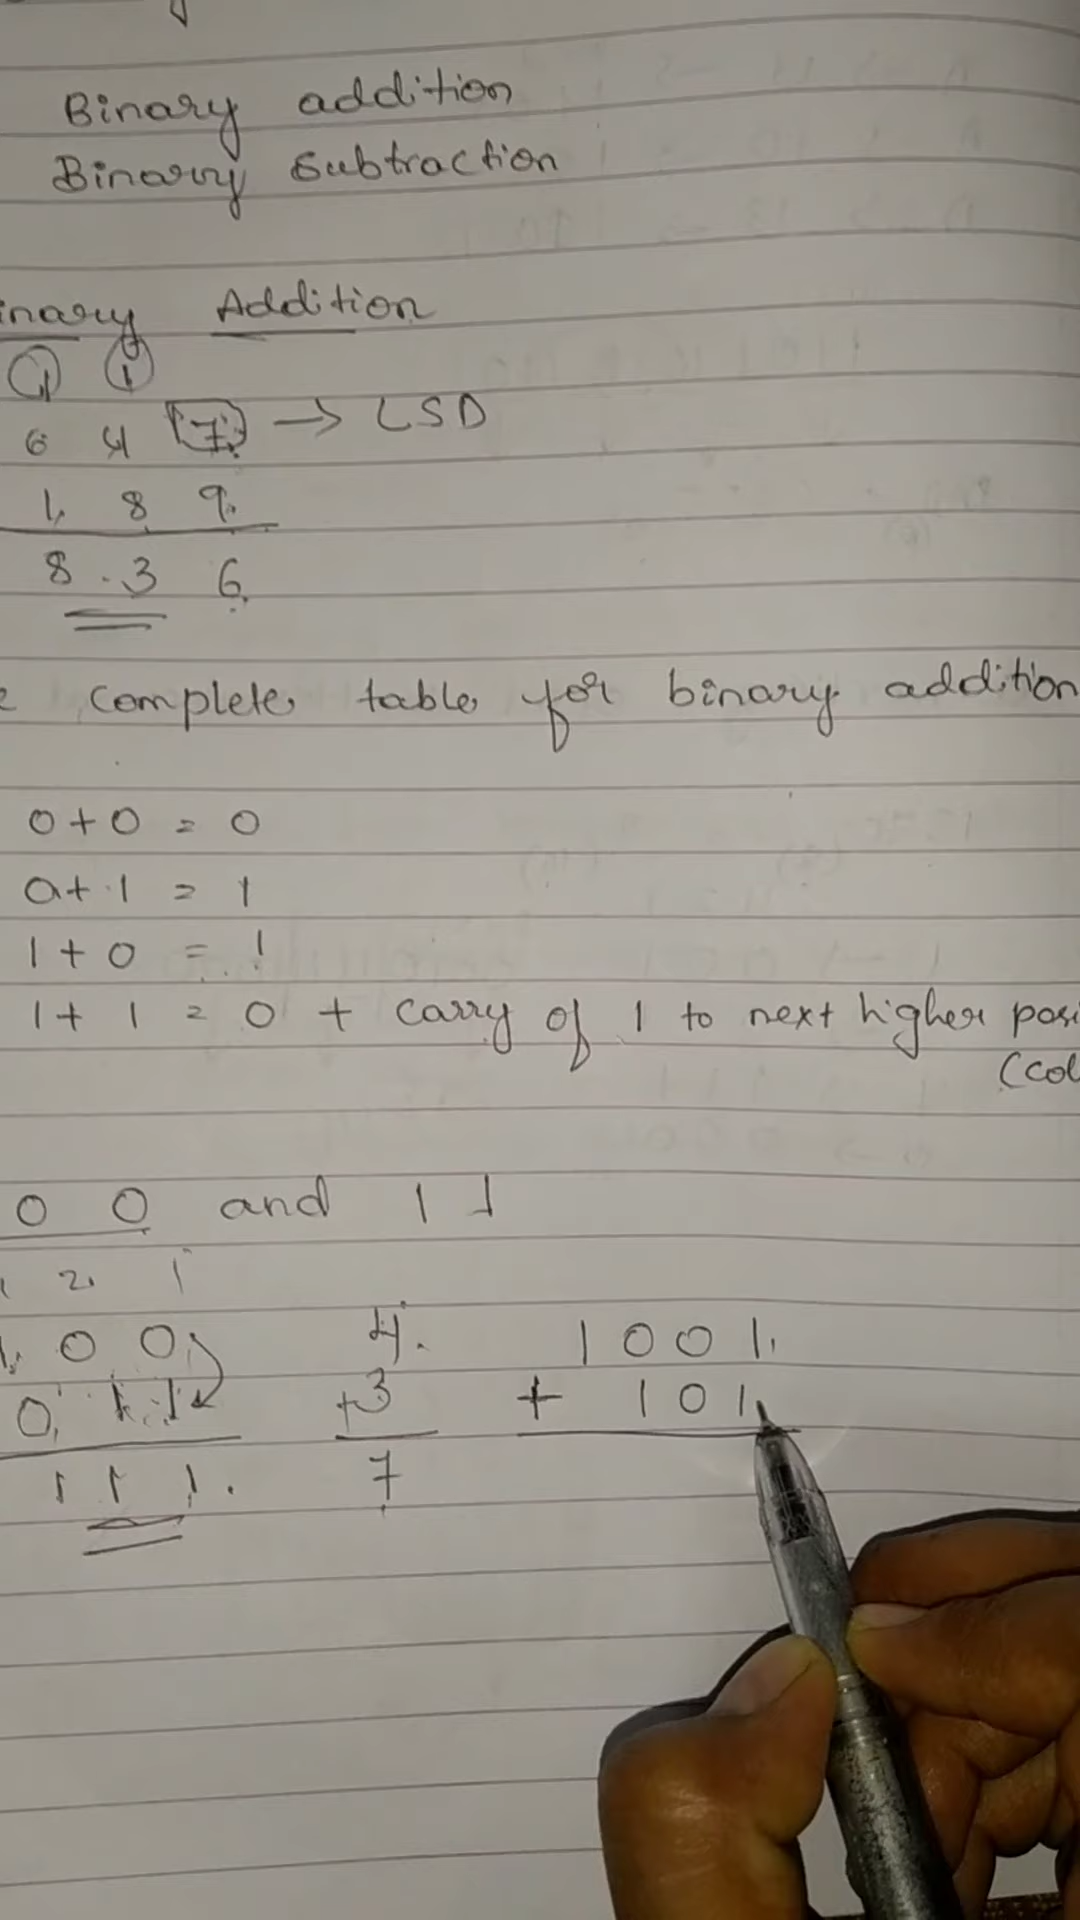 Binary addition
Binary Subtraction
inary Addition
1 1
6 4 7 → LSD
1 8 9
8 3 6
complete table for binary addition
0 + 0 = 0
0 + 1 = 1
1 + 0 = 1
1 + 1 = 0 + carry of 1 to next higher posi
(col
0 0 and 1 1
2 1
1 0 0 4 1 0 0 1
0 1 1 +3 + 1 0 1
1 1 1 7